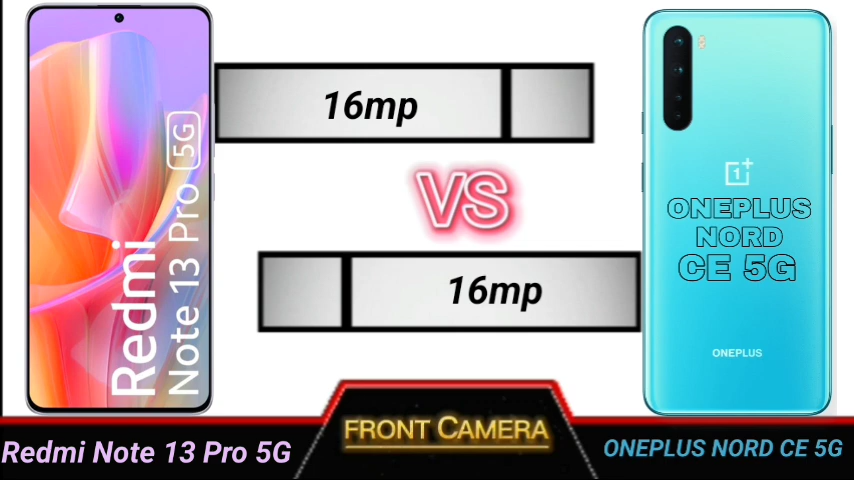 Redmi
Note 13 Pro 5G
16mp
VS
16mp
1+
ONEPLUS
NORD
CE 5G
ONEPLUS
Redmi Note 13 Pro 5G
FRONT CAMERA
ONEPLUS NORD CE 5G